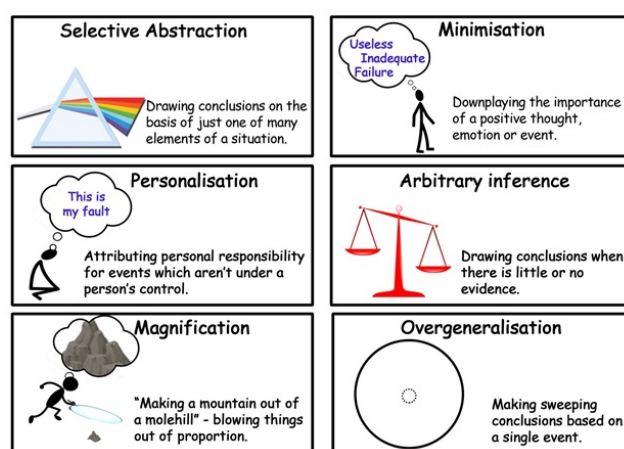 Selective Abstraction
Drawing conclusions on the
basis of just one of many
elements of a situation.
Minimisation
Useless
Inadequate
Failure
Downplaying the importance
of a positive thought,
emotion or event.
Personalisation
This is
my fault
Attributing personal responsibility
for events which aren't under a
person's control.
Arbitrary inference
Drawing conclusions when
there is little or no
evidence.
Magnification
"Making a mountain out of
a molehill" - blowing things
out of proportion.
Overgeneralisation
Making sweeping
conclusions based on
a single event.